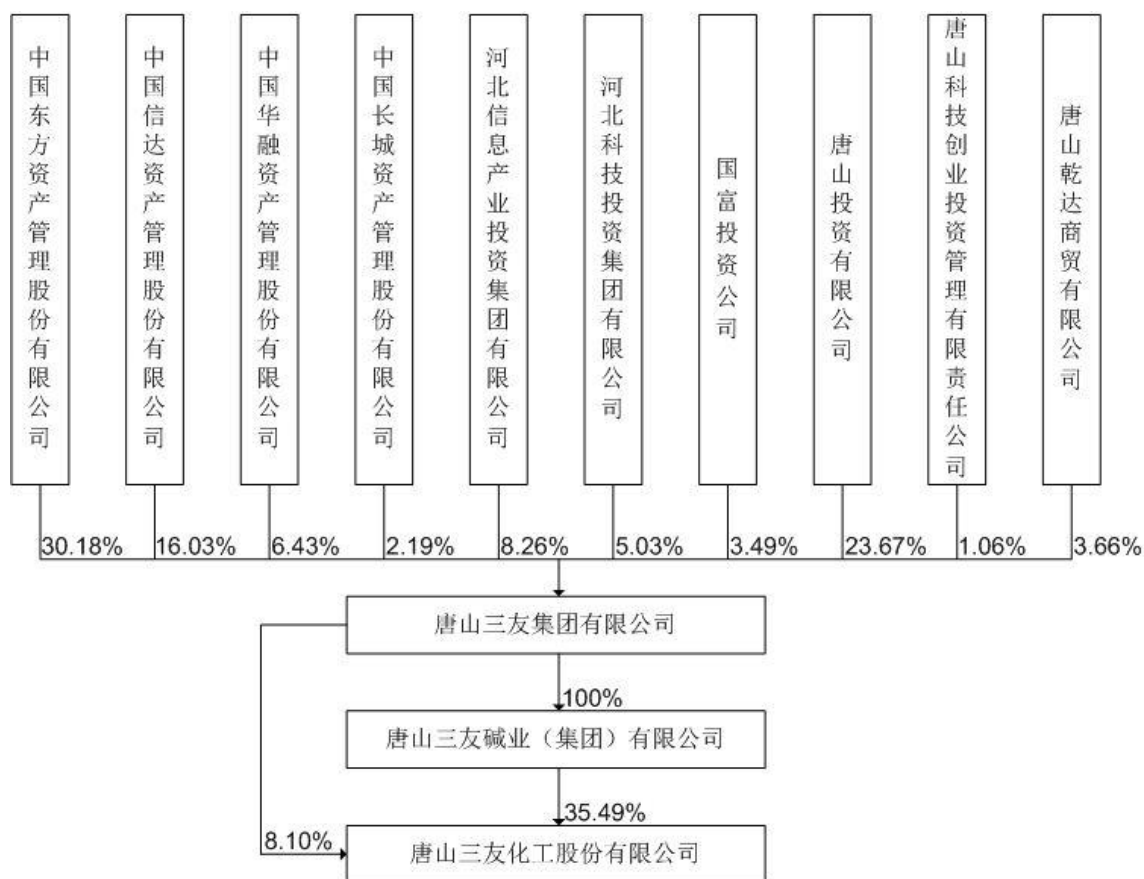 中国东方资产管理股份有限公司
中国信达资产管理股份有限公司
中国华融资产管理股份有限公司
中国长城资产管理股份有限公司
河北信息产业投资集团有限公司
河北科技投资集团有限公司
国富投资公司
唐山投资有限公司
唐山科技创业投资管理有限责任公司
唐山乾达商贸有限公司
30.18%
16.03%
6.43%
2.19%
8.26%
5.03%
3.49%
23.67%
1.06%
3.66%
唐山三友集团有限公司
100%
唐山三友碱业（集团）有限公司
35.49%
8.10%
唐山三友化工股份有限公司